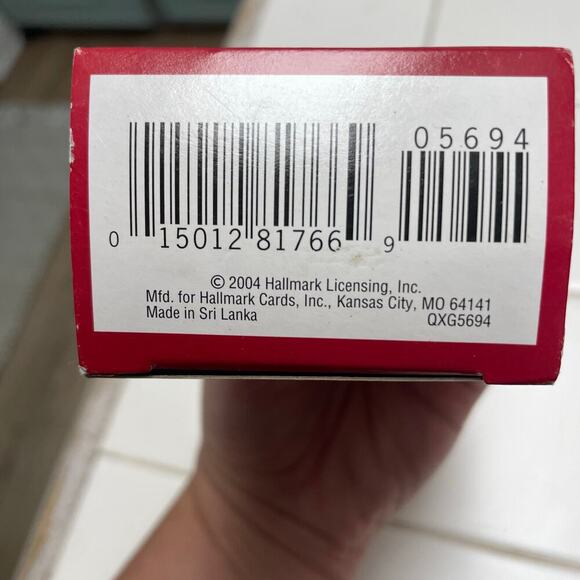 05694
0 15012 81766 9
© 2004 Hallmark Licensing, Inc.
Mfd. for Hallmark Cards, Inc., Kansas City, MO 64141
Made in Sri Lanka QXG5694